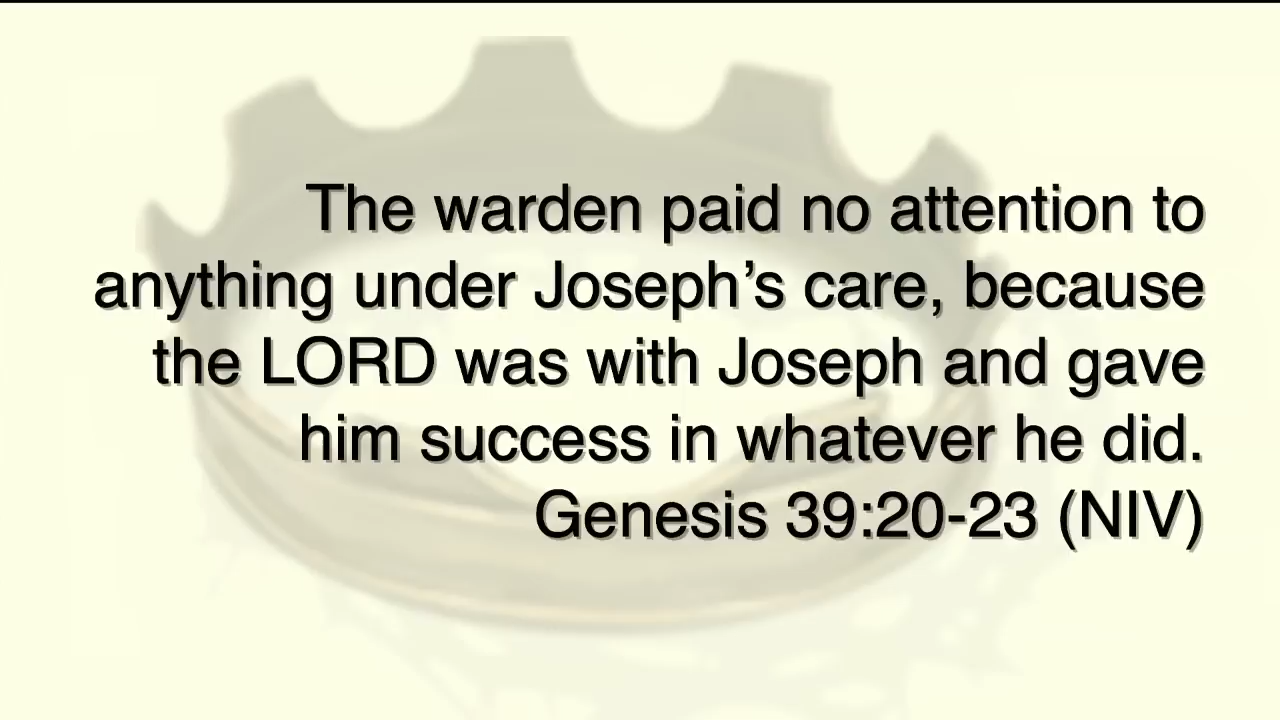 The warden paid no attention to
anything under Joseph’s care, because
the LORD was with Joseph and gave
him success in whatever he did.
Genesis 39:20-23 (NIV)